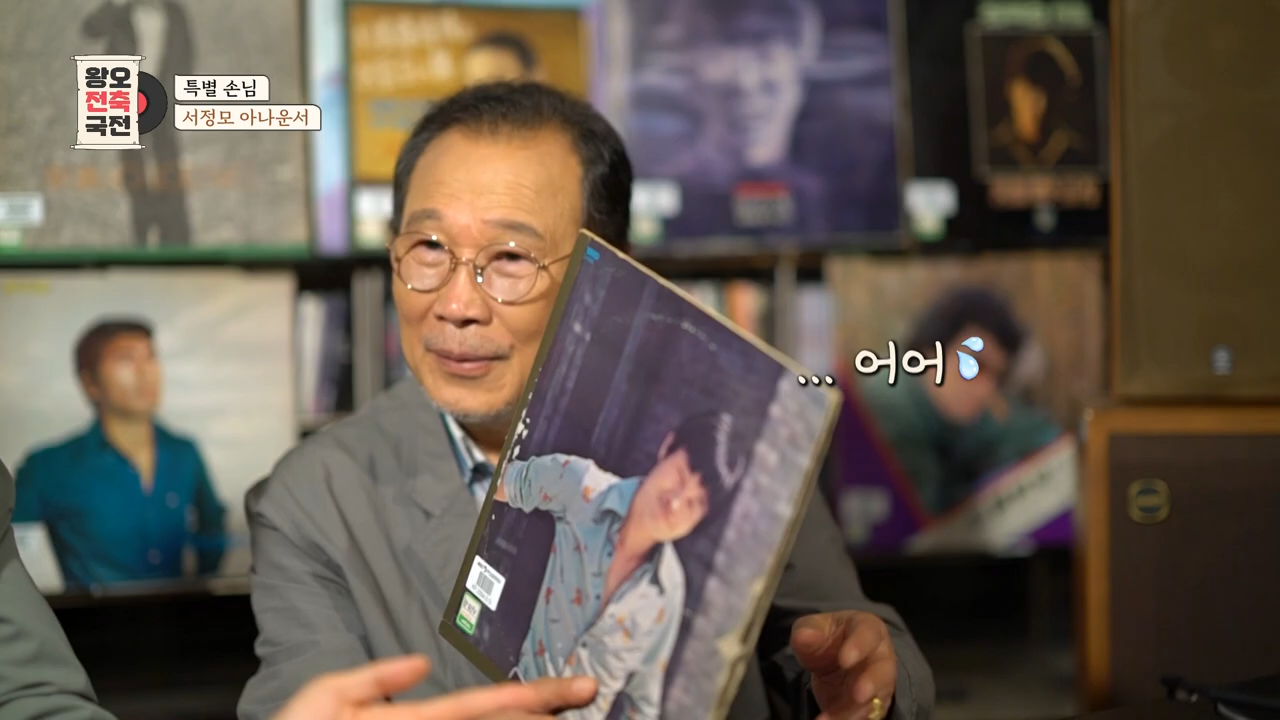 왕오
전축
국전
특별 손님
서정모 아나운서
... 어어